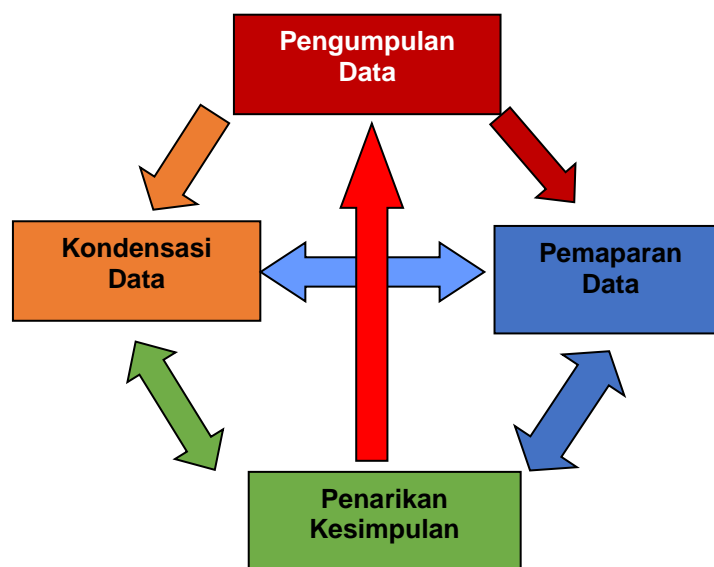 Pengumpulan
Data
Kondensasi
Data
Pemaparan
Data
Penarikan
Kesimpulan